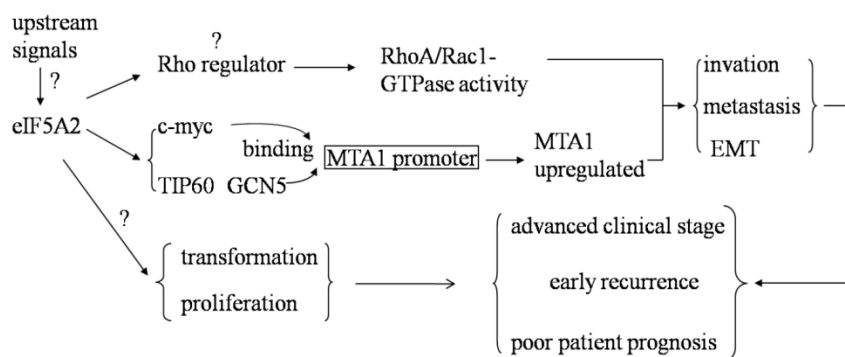 upstream
signals
?
eIF5A2
?
Rho regulator
RhoA/Rac1-
GTPase activity
c-myc
binding
TIP60 GCN5
MTA1 promoter
MTA1
upregulated
invation
metastasis
EMT
?
transformation
proliferation
advanced clinical stage
early recurrence
poor patient prognosis